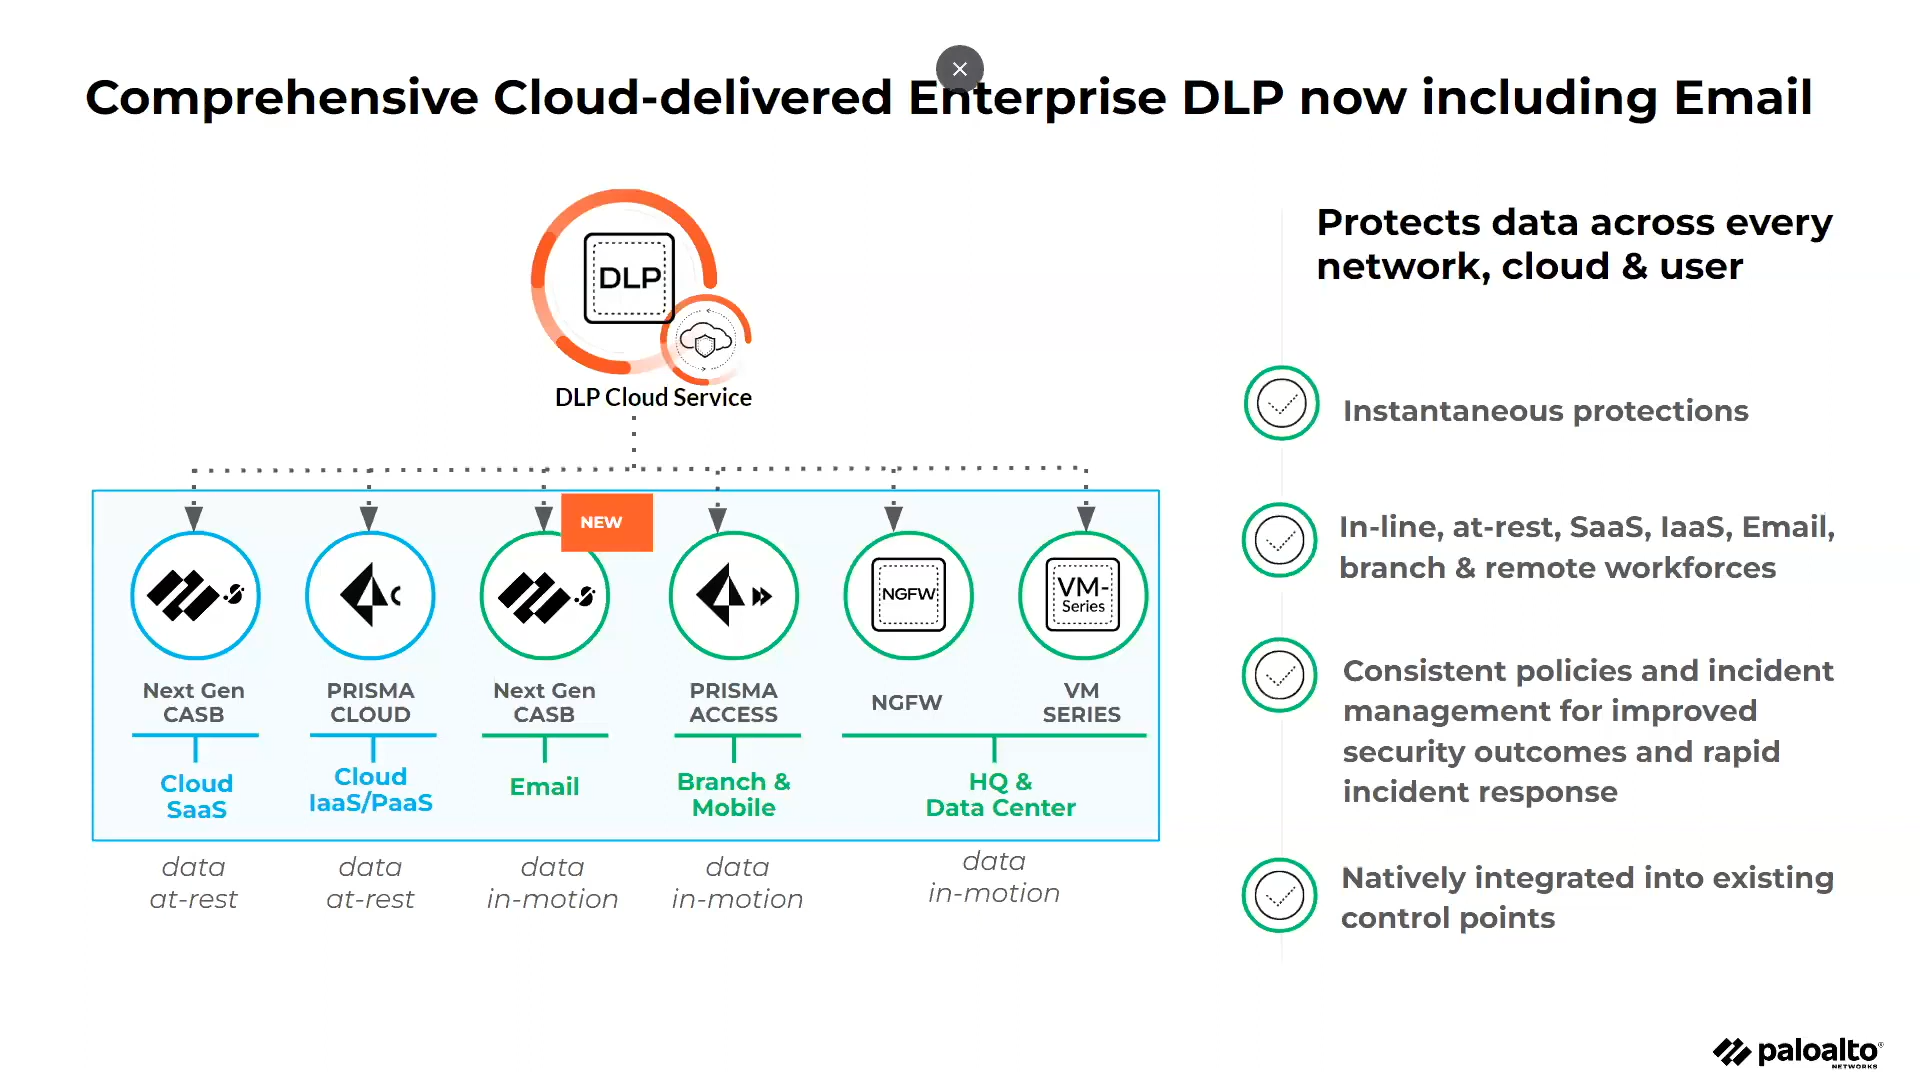 Comprehensive Cloud-delivered Enterprise DLP now including Email
DLP
DLP Cloud Service
NEW
NGFW
VM-
Series
Next Gen
CASB
PRISMA
CLOUD
Next Gen
CASB
PRISMA
ACCESS
NGFW
VM
SERIES
Cloud
SaaS
Cloud
IaaS/PaaS
Email
Branch &
Mobile
HQ &
Data Center
data
at-rest
data
at-rest
data
in-motion
data
in-motion
data
in-motion
Protects data across every
network, cloud & user
Instantaneous protections
In-line, at-rest, SaaS, IaaS, Email,
branch & remote workforces
Consistent policies and incident
management for improved
security outcomes and rapid
incident response
Natively integrated into existing
control points
paloalto®
NETWORKS